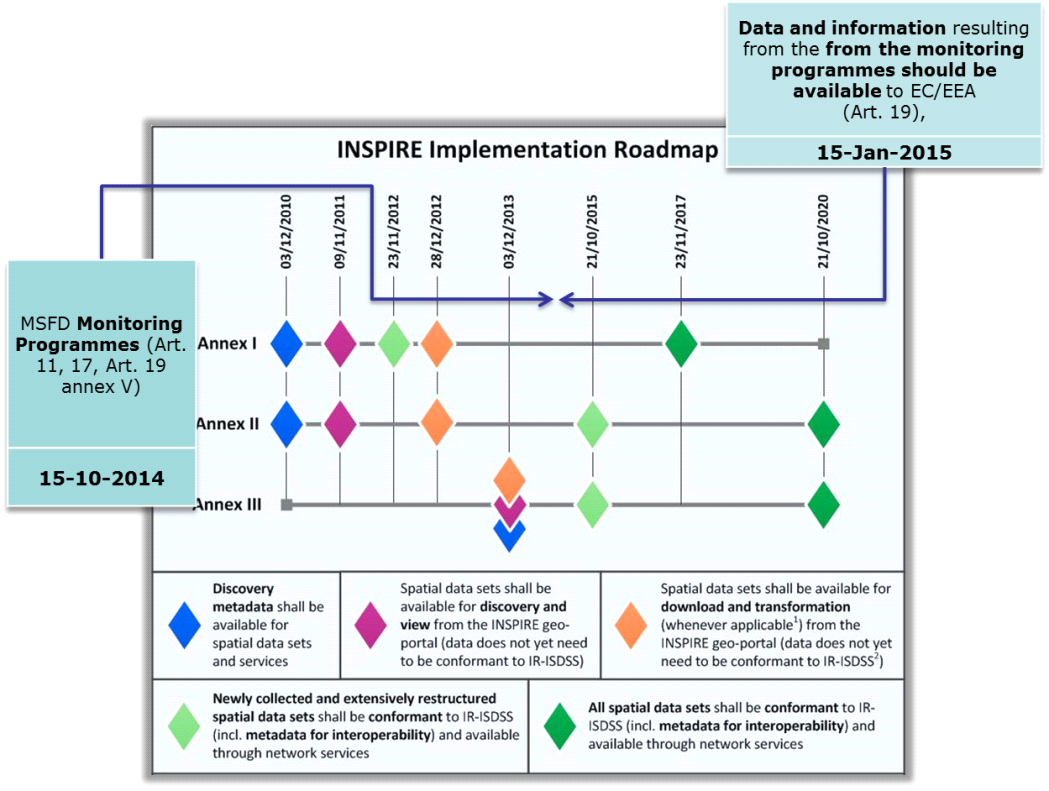 Data and information resulting
from the from the monitoring
programmes should be
available to EC/EEA
(Art. 19),
15-Jan-2015
INSPIRE Implementation Roadmap
03/12/2010
09/11/2011
23/11/2012
28/12/2012
03/12/2013
21/10/2015
23/11/2017
21/10/2020
MSFD Monitoring
Programmes (Art.
11, 17, Art. 19
annex V)
15-10-2014
Annex I
Annex II
Annex III
Discovery
metadata shall be
available for
spatial data sets
and services
Spatial data sets shall be
available for discovery and
view from the INSPIRE geo-
portal (data does not yet need
to be conformant to IR-ISDSS)
Spatial data sets shall be available for
download and transformation
(whenever applicable1) from the
INSPIRE geo-portal (data does not yet
need to be conformant to IR-ISDSS2)
Newly collected and extensively restructured
spatial data sets shall be conformant to IR-ISDSS
(incl. metadata for interoperability) and available
through network services
All spatial data sets shall be conformant to IR-
ISDSS (incl. metadata for interoperability) and
available through network services